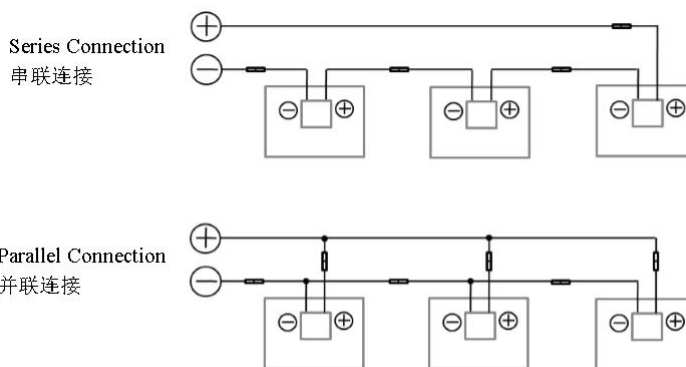 Series Connection
串联连接
Parallel Connection
并联连接